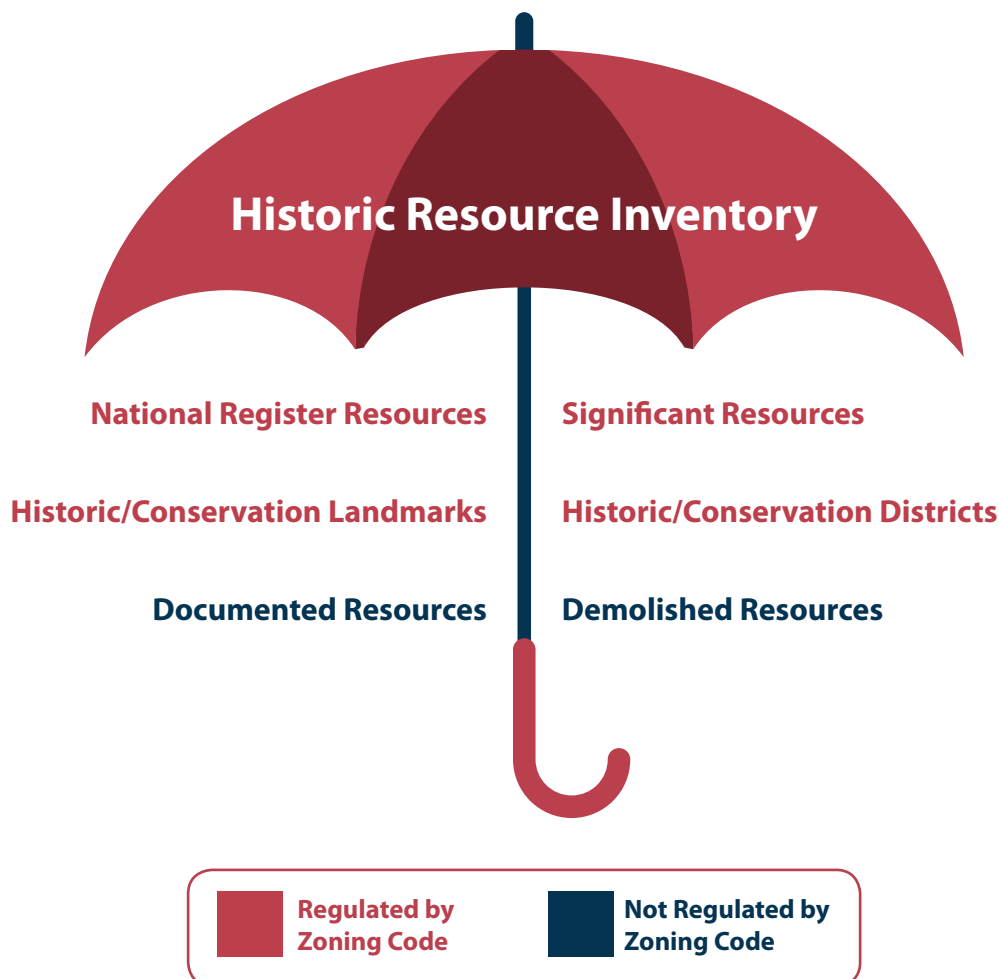 Historic Resource Inventory
National Register Resources
Significant Resources
Historic/Conservation Landmarks
Historic/Conservation Districts
Documented Resources
Demolished Resources
Regulated by
Zoning Code
Not Regulated by
Zoning Code